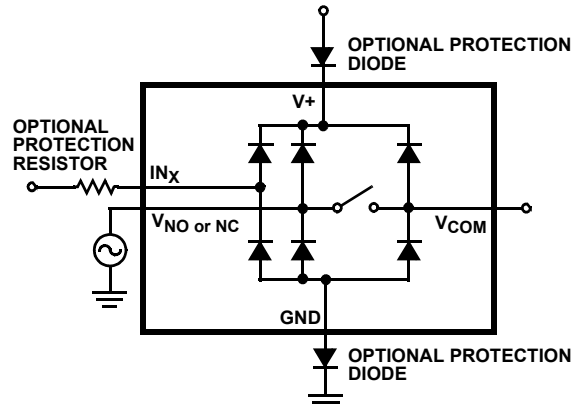 OPTIONAL PROTECTION
DIODE
V+
OPTIONAL
PROTECTION
RESISTOR
INX
VNO or NC
VCOM
GND
OPTIONAL PROTECTION
DIODE